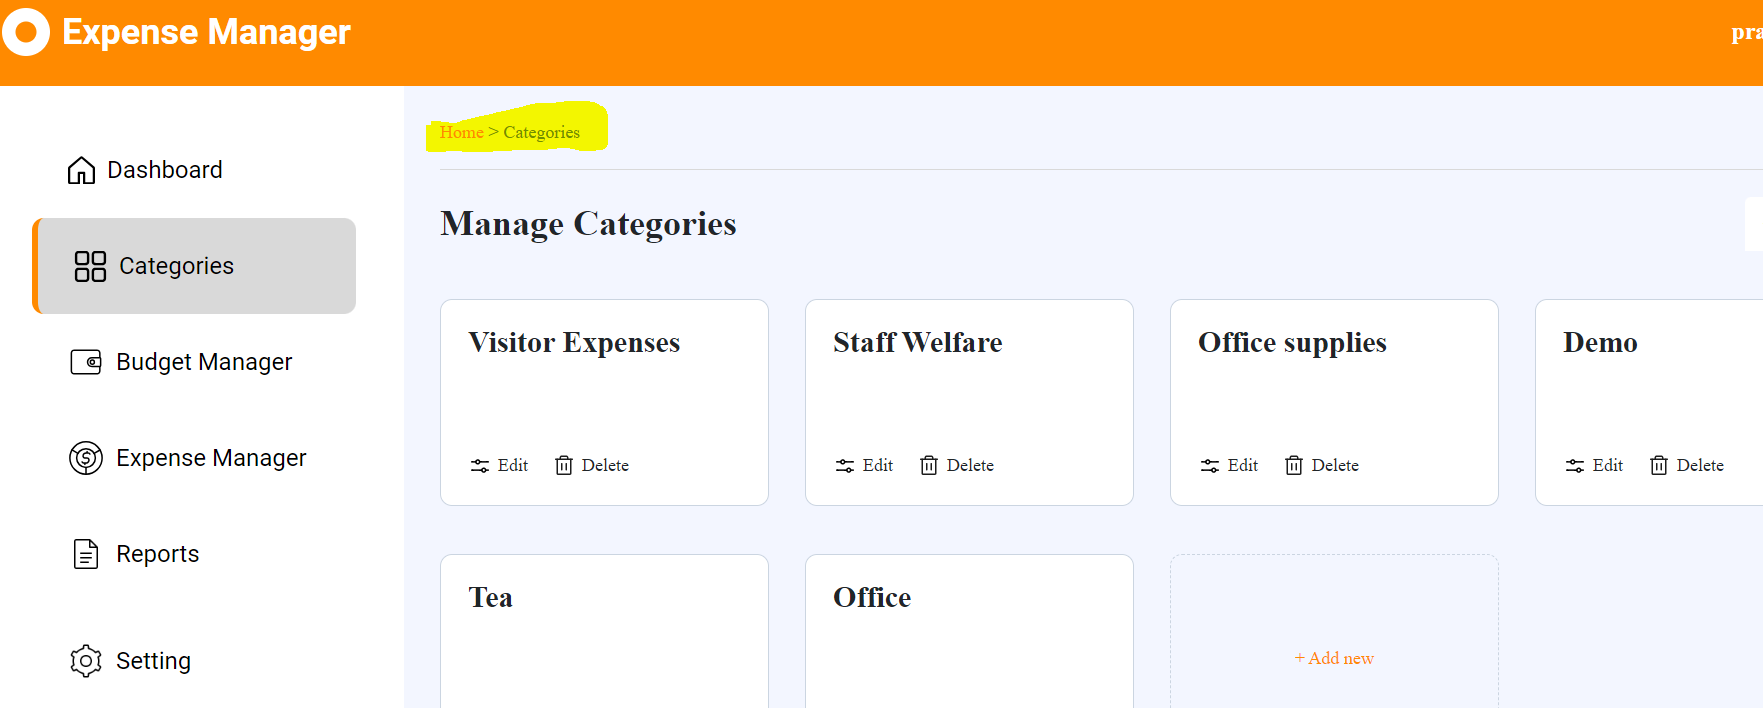 Expense Manager
pra
Home > Categories
Dashboard
Categories
Budget Manager
Expense Manager
Reports
Setting
Manage Categories
Visitor Expenses
Edit Delete
Staff Welfare
Edit Delete
Office supplies
Edit Delete
Demo
Edit Delete
Tea
Office
+ Add new